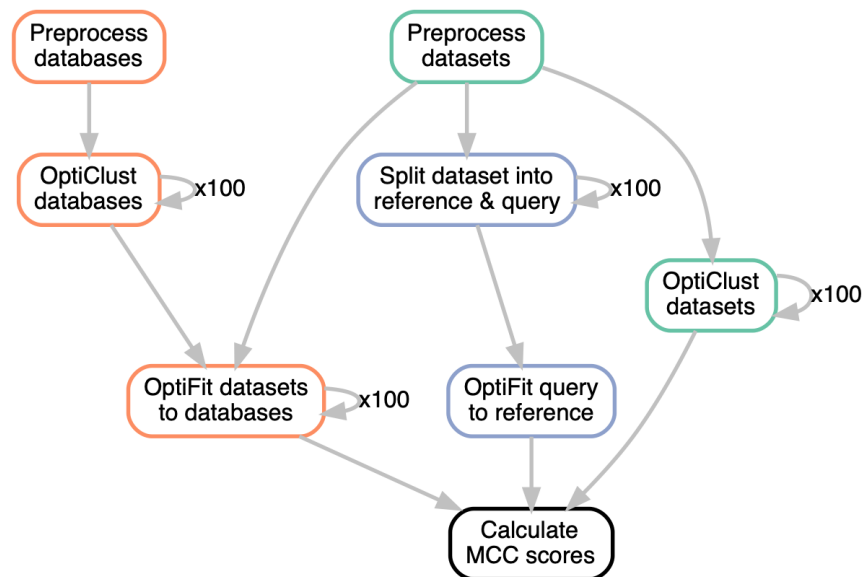 Preprocess
databases
Preprocess
datasets
OptiClust
databases
x100
Split dataset into
reference & query
x100
OptiClust
datasets
x100
OptiFit datasets
to databases
x100
OptiFit query
to reference
Calculate
MCC scores